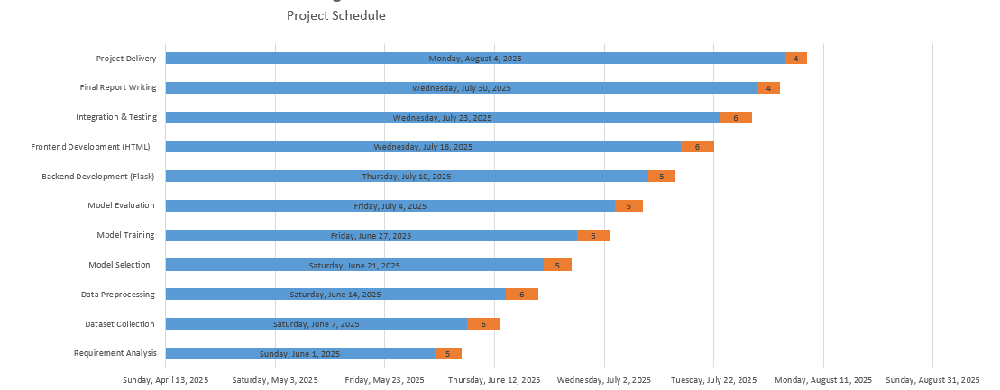 Project Schedule
Project Delivery Monday, August 4, 2025 4
Final Report Writing Wednesday, July 30, 2025 4
Integration & Testing Wednesday, July 23, 2025 6
Frontend Development (HTML) Wednesday, July 16, 2025 6
Backend Development (Flask) Thursday, July 10, 2025 5
Model Evaluation Friday, July 4, 2025 5
Model Training Friday, June 27, 2025 6
Model Selection Saturday, June 21, 2025 5
Data Preprocessing Saturday, June 14, 2025 6
Dataset Collection Saturday, June 7, 2025 6
Requirement Analysis Sunday, June 1, 2025 5
Sunday, April 13, 2025 Saturday, May 3, 2025 Friday, May 23, 2025 Thursday, June 12, 2025 Wednesday, July 2, 2025 Tuesday, July 22, 2025 Monday, August 11, 2025 Sunday, August 31, 2025